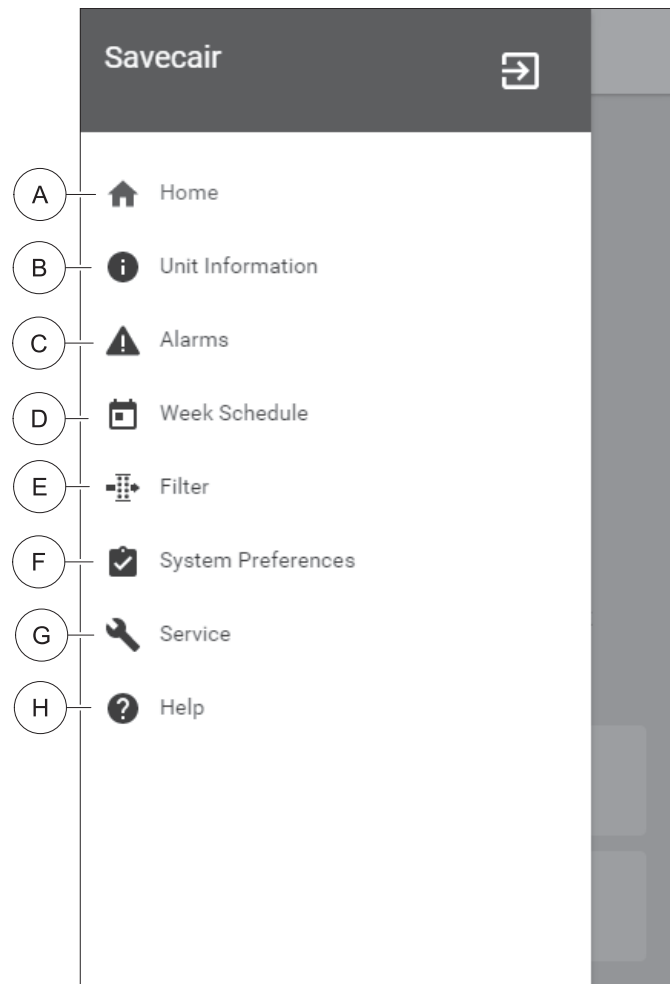 Savecair
A Home
B Unit Information
C Alarms
D Week Schedule
E Filter
F System Preferences
G Service
H Help